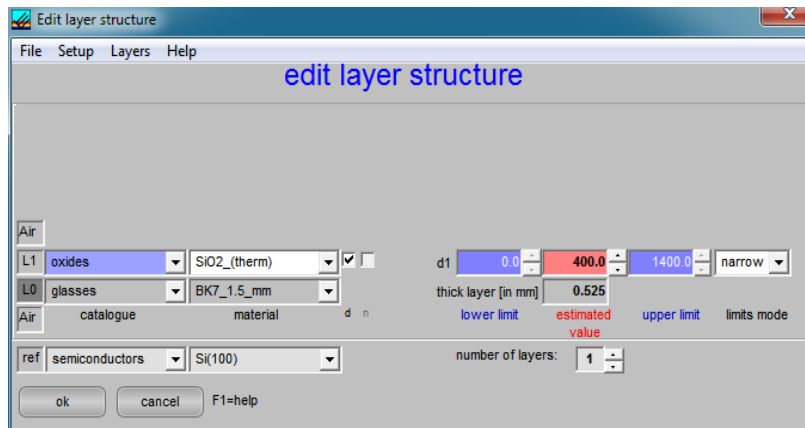 Edit layer structure
File Setup Layers Help
edit layer structure
Air
L1 oxides SiO2_(therm) d1 0.0 400.0 1400.0 narrow
L0 glasses BK7_1.5_mm thick layer [in mm] 0.525
Air catalogue material d n lower limit estimated value upper limit limits mode
ref semiconductors Si(100) number of layers: 1
ok cancel F1=help